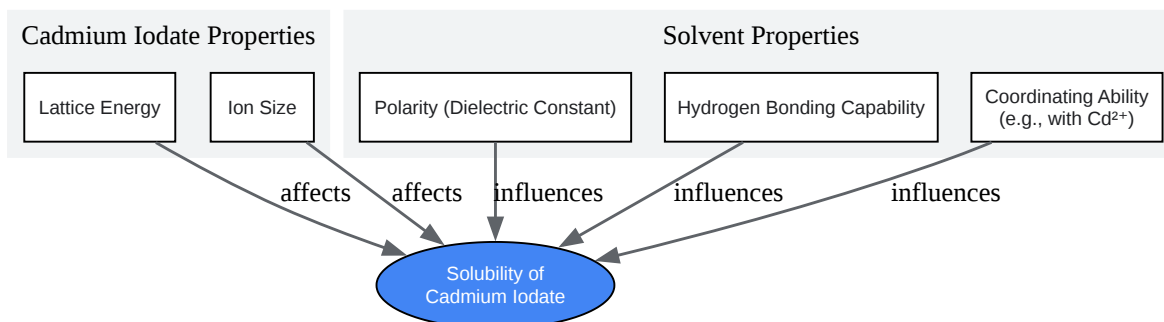 Cadmium Iodate Properties
Solvent Properties
Lattice Energy
Ion Size
Polarity (Dielectric Constant)
Hydrogen Bonding Capability
Coordinating Ability
(e.g., with Cd²⁺)
affects
affects
influences
influences
influences
Solubility of
Cadmium Iodate